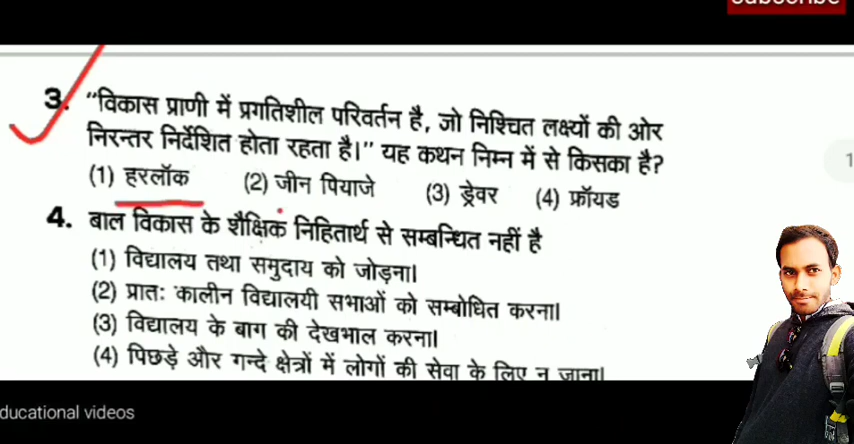 3. "विकास प्राणी में प्रगतिशील परिवर्तन है, जो निश्चित लक्ष्यों की ओर
निरन्तर निर्देशित होता रहता है।" यह कथन निम्न में से किसका है?
(1) हरलॉक (2) जीन पियाजे (3) ड्रेवर (4) फ्रॉयड
4. बाल विकास के शैक्षिक निहितार्थ से सम्बन्धित नहीं है
(1) विद्यालय तथा समुदाय को जोड़ना।
(2) प्रातः कालीन विद्यालयी सभाओं को सम्बोधित करना।
(3) विद्यालय के बाग की देखभाल करना।
(4) पिछड़े और गन्दे क्षेत्रों में लोगों की सेवा के लिए न जाना।
ducational videos